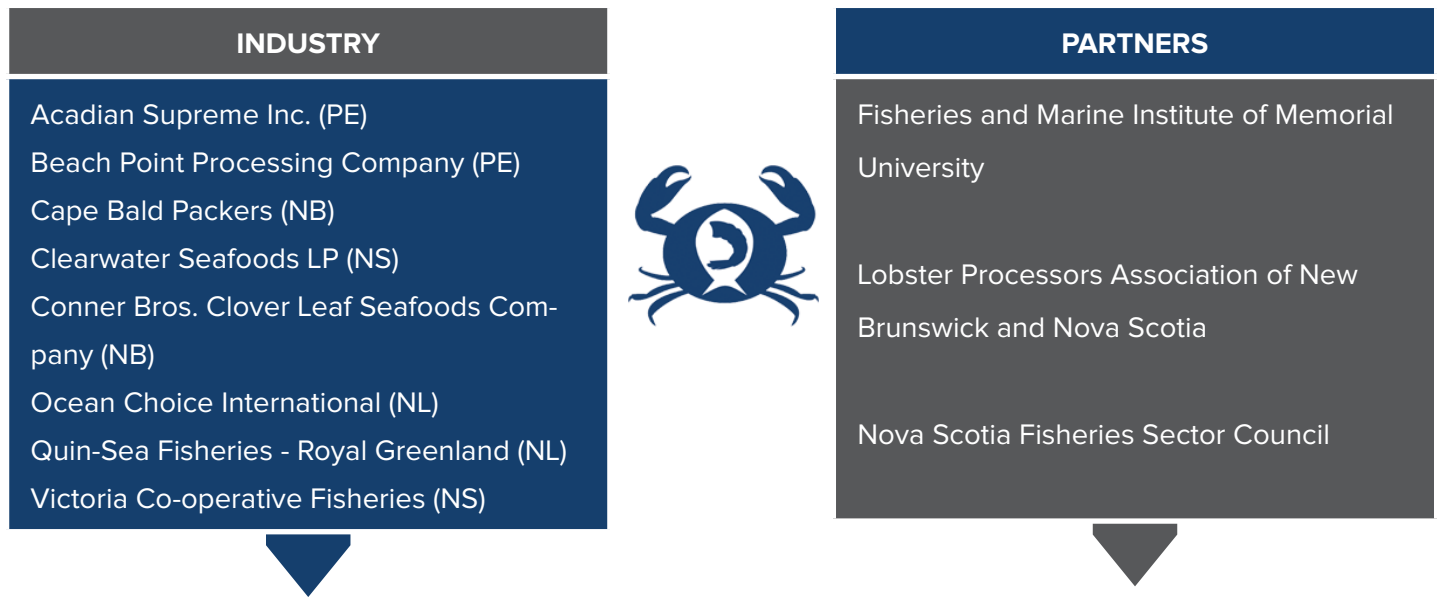 INDUSTRY
Acadian Supreme Inc. (PE)
Beach Point Processing Company (PE)
Cape Bald Packers (NB)
Clearwater Seafoods LP (NS)
Conner Bros. Clover Leaf Seafoods Com-
pany (NB)
Ocean Choice International (NL)
Quin-Sea Fisheries - Royal Greenland (NL)
Victoria Co-operative Fisheries (NS)
PARTNERS
Fisheries and Marine Institute of Memorial
University
Lobster Processors Association of New
Brunswick and Nova Scotia
Nova Scotia Fisheries Sector Council